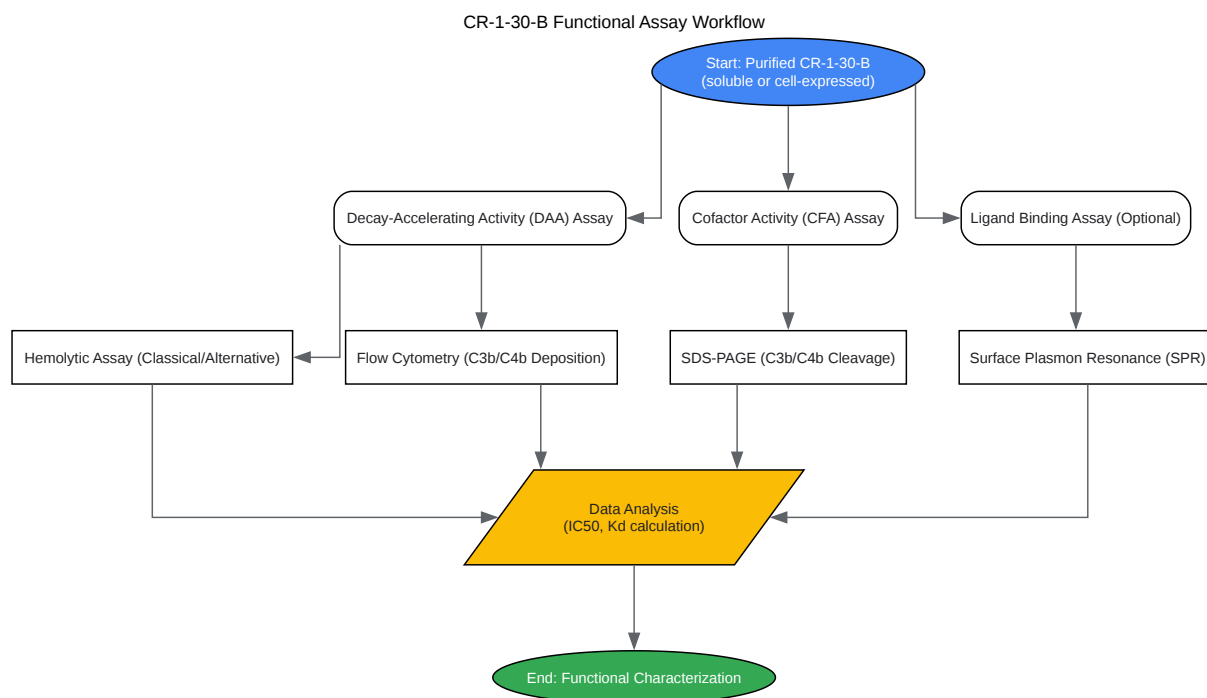 CR-1-30-B Functional Assay Workflow
Start: Purified CR-1-30-B
(soluble or cell-expressed)
Decay-Accelerating Activity (DAA) Assay
Cofactor Activity (CFA) Assay
Ligand Binding Assay (Optional)
Hemolytic Assay (Classical/Alternative)
Flow Cytometry (C3b/C4b Deposition)
SDS-PAGE (C3b/C4b Cleavage)
Surface Plasmon Resonance (SPR)
Data Analysis
(IC50, Kd calculation)
End: Functional Characterization